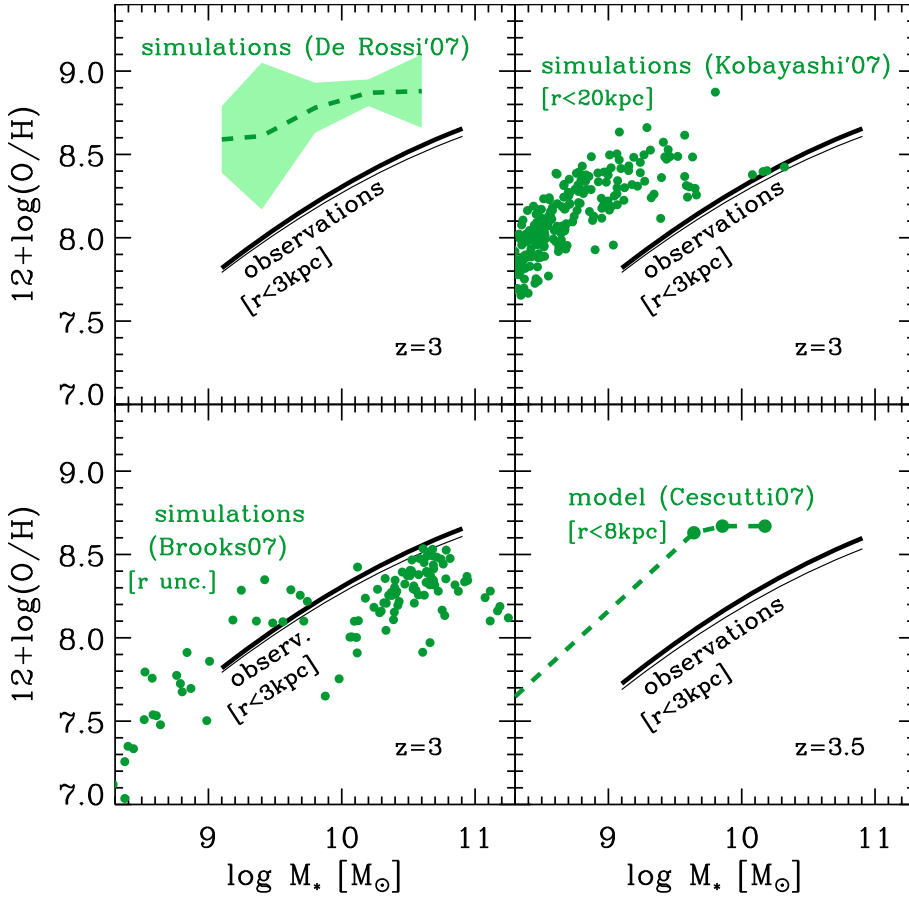 simulations (De Rossi'07)
9.0
8.5
8.0
7.5
7.0
12+log(O/H)
observations
[r<3kpc]
z=3
simulations (Kobayashi'07)
[r<20kpc]
observations
[r<3kpc]
z=3
9.0
8.5
8.0
7.5
7.0
12+log(O/H)
simulations
(Brooks07)
[r unc.]
observ.
[r<3kpc]
z=3
model (Cescutti07)
[r<8kpc]
observations
[r<3kpc]
z=3.5
9 10 11
log M* [M☉]
9 10 11
log M* [M☉]